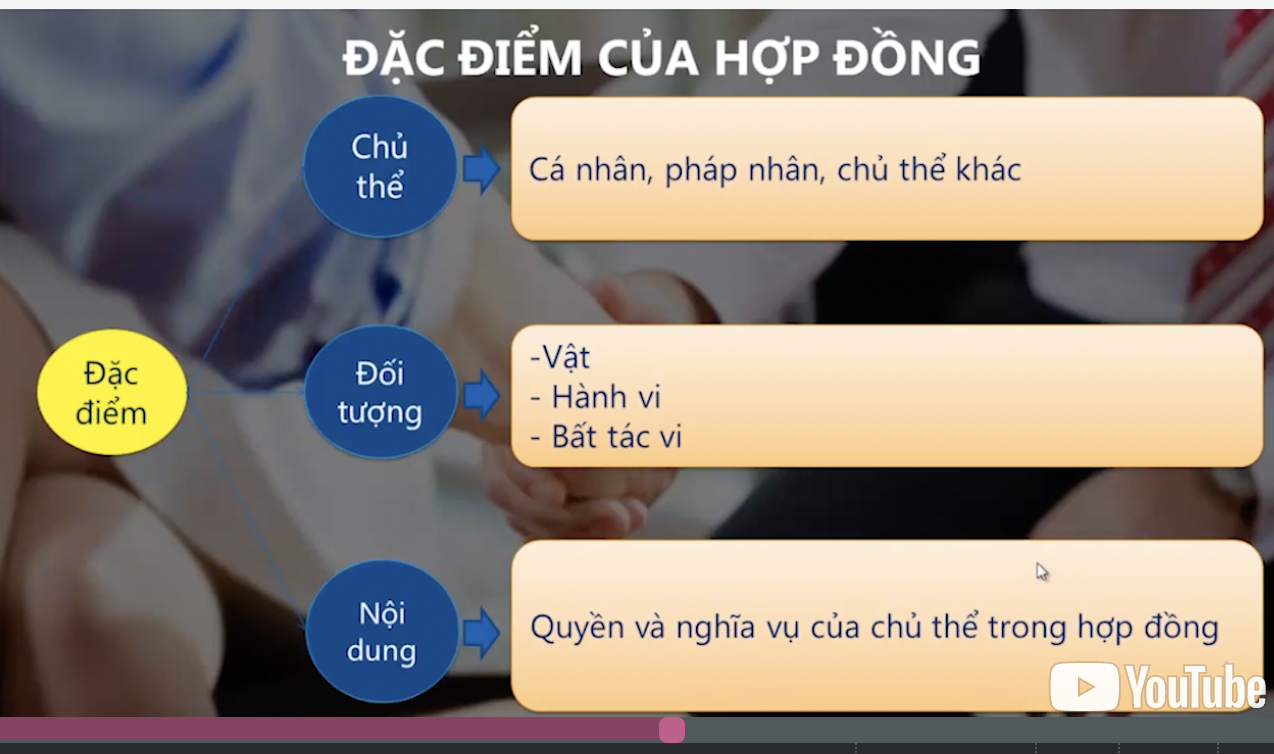 ĐẶC ĐIỂM CỦA HỢP ĐỒNG
Chủ
thể
Cá nhân, pháp nhân, chủ thể khác
Đặc
điểm
Đối
tượng
-Vật
- Hành vi
- Bất tác vi
Nội
dung
Quyền và nghĩa vụ của chủ thể trong hợp đồng
YouTube